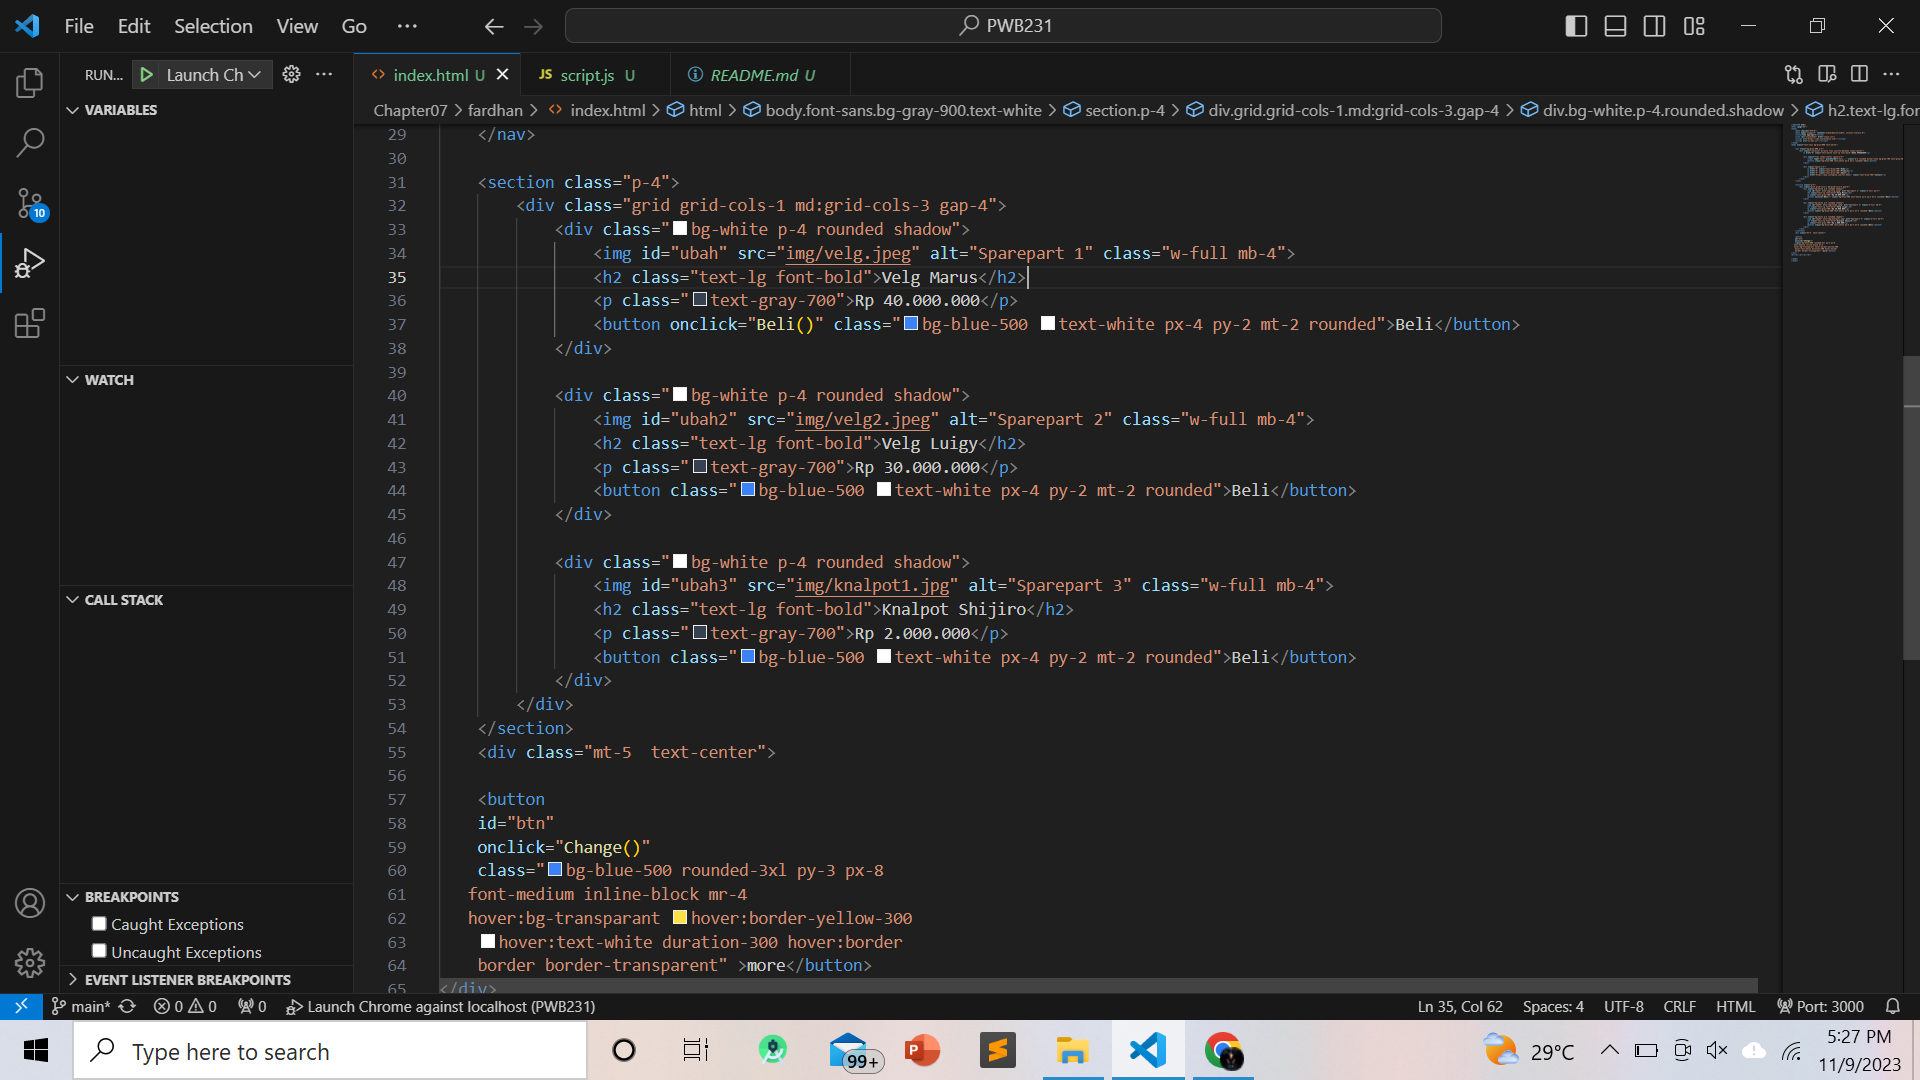 File Edit Selection View Go ··· PWB231
RUN... Launch Ch
index.html U
JS script.js U
README.md U
Chapter07 > fardhan > index.html > html > body.font-sans.bg-gray-900.text-white > section.p-4 > div.grid.grid-cols-1.md:grid-cols-3.gap-4 > div.bg-white.p-4.rounded.shadow > h2.text-lg.for
VARIABLES
WATCH
CALL STACK
BREAKPOINTS
Caught Exceptions
Uncaught Exceptions
EVENT LISTENER BREAKPOINTS
10
29 </nav>
30
31 <section class="p-4">
32 <div class="grid grid-cols-1 md:grid-cols-3 gap-4">
33 <div class="bg-white p-4 rounded shadow">
34 <img id="ubah" src="img/velg.jpeg" alt="Sparepart 1" class="w-full mb-4">
35 <h2 class="text-lg font-bold">Velg Marus</h2>
36 <p class="text-gray-700">Rp 40.000.000</p>
37 <button onclick="Beli()" class="bg-blue-500 text-white px-4 py-2 mt-2 rounded">Beli</button>
38 </div>
39
40 <div class="bg-white p-4 rounded shadow">
41 <img id="ubah2" src="img/velg2.jpeg" alt="Sparepart 2" class="w-full mb-4">
42 <h2 class="text-lg font-bold">Velg Luigy</h2>
43 <p class="text-gray-700">Rp 30.000.000</p>
44 <button class="bg-blue-500 text-white px-4 py-2 mt-2 rounded">Beli</button>
45 </div>
46
47 <div class="bg-white p-4 rounded shadow">
48 <img id="ubah3" src="img/knalpot1.jpg" alt="Sparepart 3" class="w-full mb-4">
49 <h2 class="text-lg font-bold">Knalpot Shijiro</h2>
50 <p class="text-gray-700">Rp 2.000.000</p>
51 <button class="bg-blue-500 text-white px-4 py-2 mt-2 rounded">Beli</button>
52 </div>
53 </div>
54 </section>
55 <div class="mt-5  text-center">
56
57 <button
58 id="btn"
59 onclick="Change()"
60 class="bg-blue-500 rounded-3xl py-3 px-8
61 font-medium inline-block mr-4
62 hover:bg-transparant hover:border-yellow-300
63 hover:text-white duration-300 hover:border
64 border border-transparent" >more</button>
65 </div>
main* 0 0 0 Launch Chrome against localhost (PWB231) Ln 35, Col 62 Spaces: 4 UTF-8 CRLF HTML Port: 3000
Type here to search
99+
29°C
5:27 PM
11/9/2023